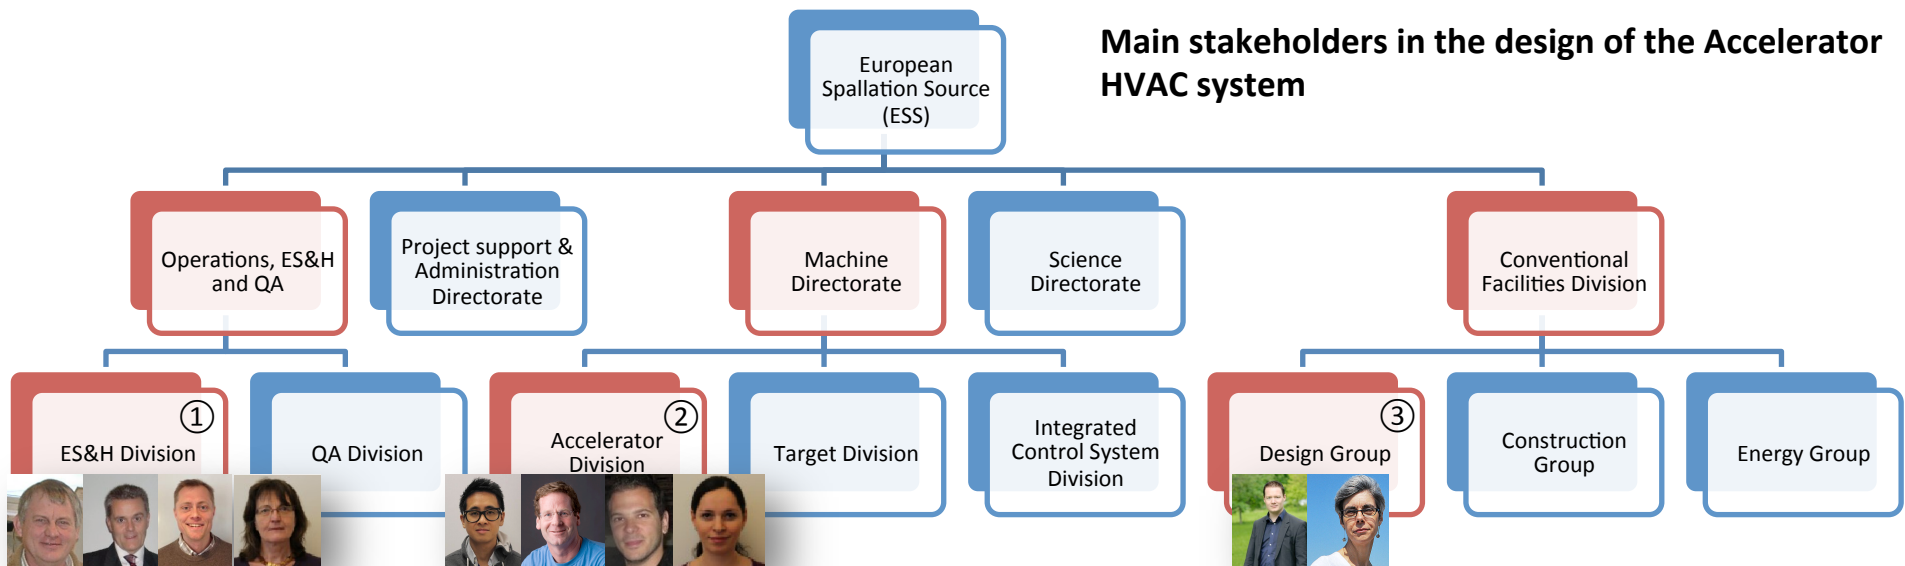 Main stakeholders in the design of the Accelerator
HVAC system
European
Spallation Source
(ESS)
Operations, ES&H
and QA
Project support &
Administration
Directorate
Machine
Directorate
Science
Directorate
Conventional
Facilities Division
①
ES&H Division
QA Division
②
Accelerator
Division
Target Division
Integrated
Control System
Division
③
Design Group
Construction
Group
Energy Group